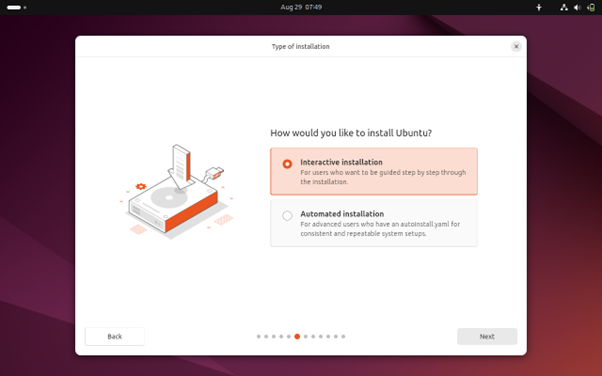 Aug 29 07:49
Type of installation
How would you like to install Ubuntu?
Interactive installation
For users who want to be guided step by step through
the installation.
Automated installation
For advanced users who have an autoinstall.yaml for
consistent and repeatable system setups.
Back
Next